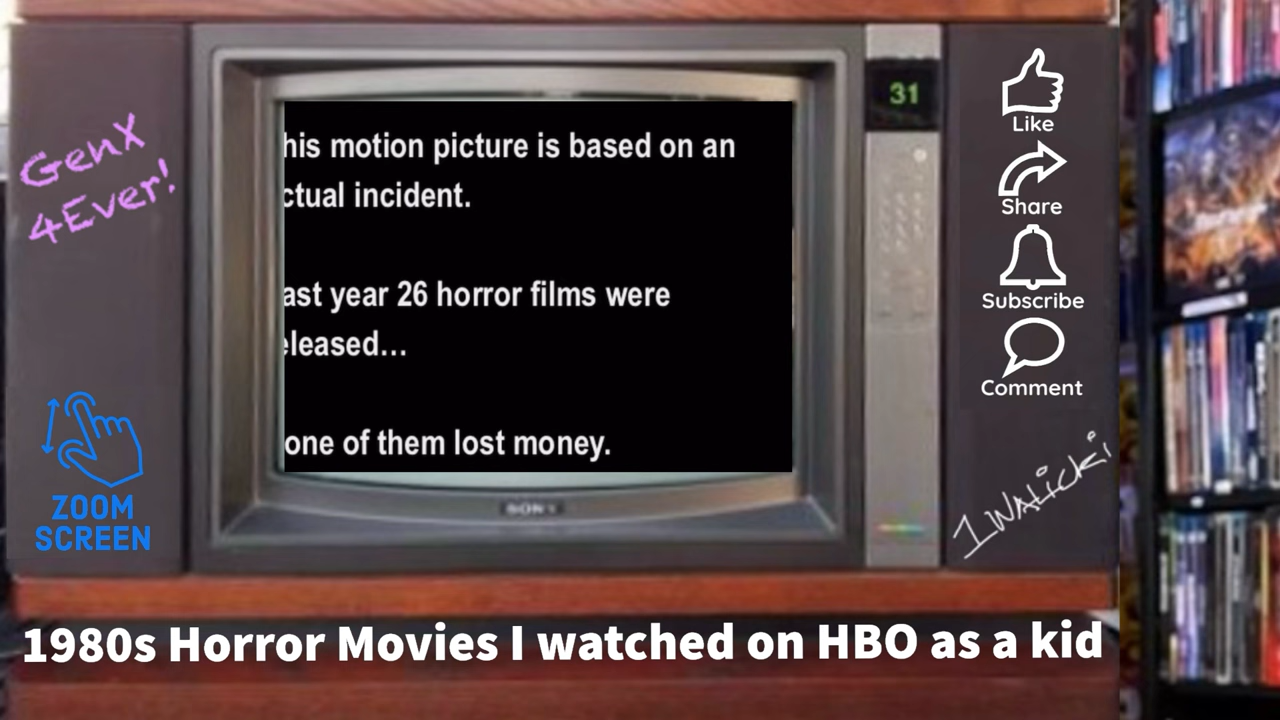 GenX
4Ever!
his motion picture is based on an
ctual incident.
ast year 26 horror films were
eleased...
one of them lost money.
31
Like
Share
Subscribe
Comment
1WALicki
ZOOM
SCREEN
SONY
1980s Horror Movies I watched on HBO as a kid